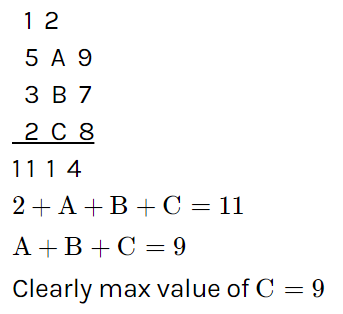 1 2
5 A 9
3 B 7
2 C 8
11 1 4
2 + A + B + C = 11
A + B + C = 9
Clearly max value of C = 9